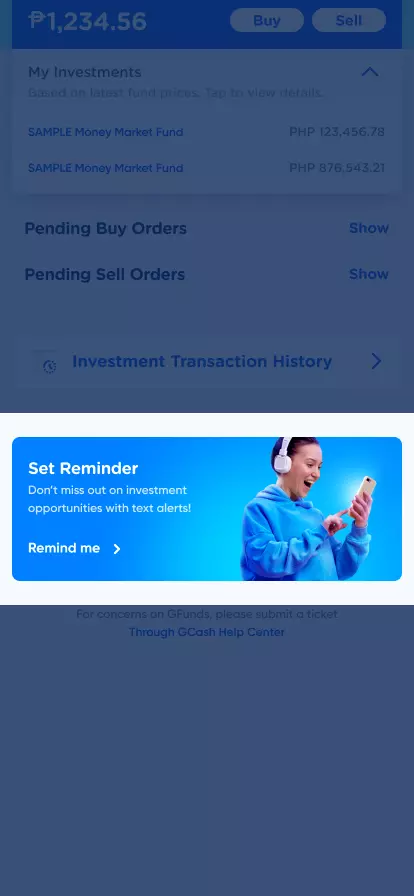 ₱1,234.56
Buy
Sell
My Investments
Based on latest fund prices. Tap to view details.
SAMPLE Money Market Fund
PHP 123,456.78
SAMPLE Money Market Fund
PHP 876,543.21
Pending Buy Orders
Show
Pending Sell Orders
Show
Investment Transaction History
Set Reminder
Don't miss out on investment
opportunities with text alerts!
Remind me
For concerns on GFunds, please submit a ticket
Through GCash Help Center